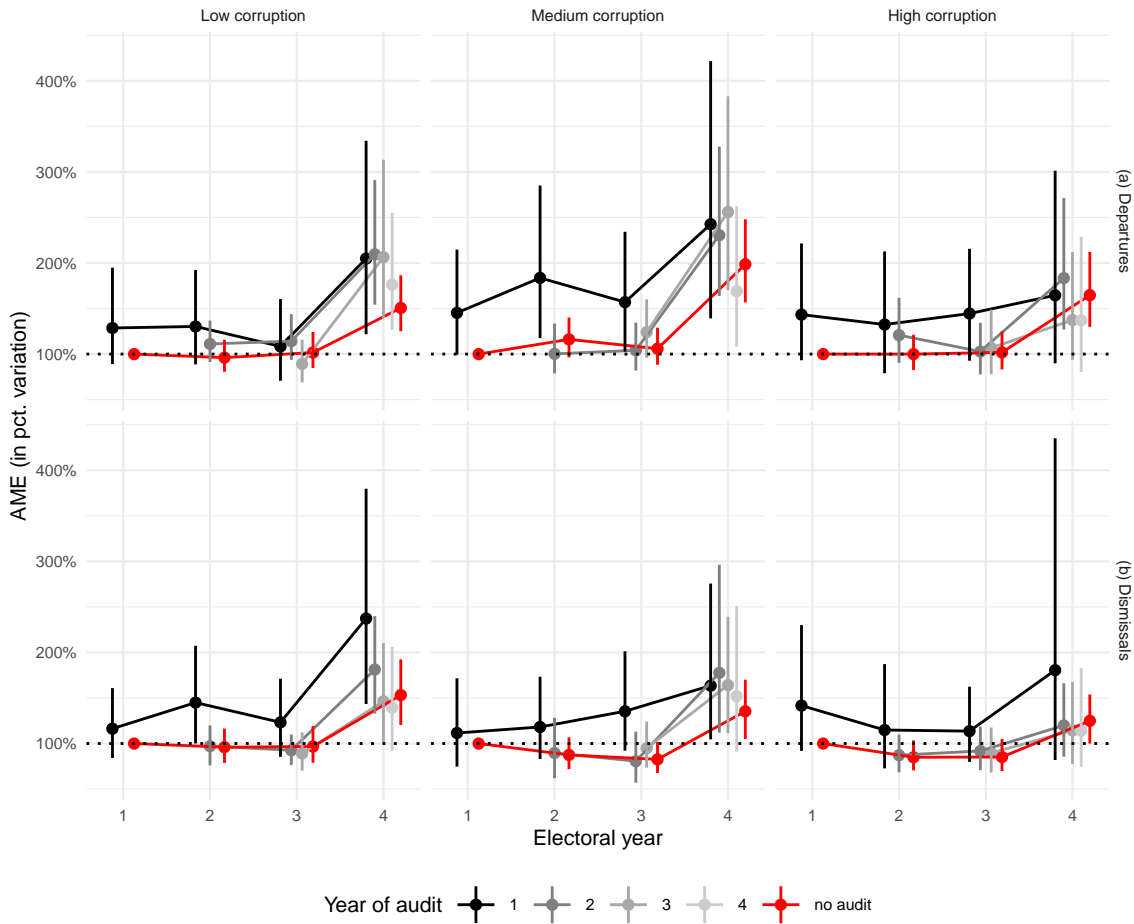 Low corruption Medium corruption High corruption
400%
300%
200%
100%
(a) Departures
400%
300%
200%
100%
(b) Dismissals
AME (in pct. variation)
1 2 3 4 1 2 3 4 1 2 3 4
Electoral year
Year of audit 1 2 3 4 no audit